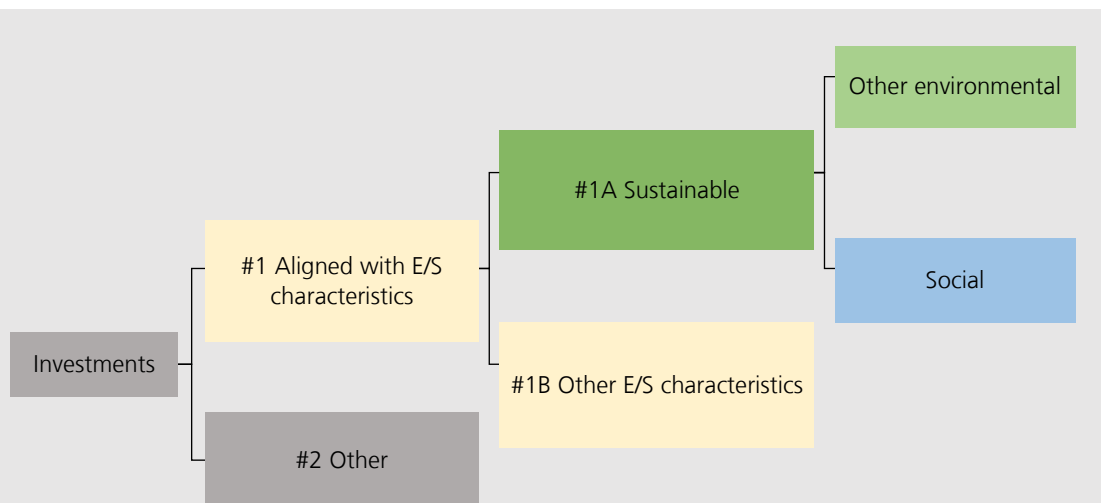 Other environmental
#1A Sustainable
#1 Aligned with E/S
characteristics
Social
Investments
#1B Other E/S characteristics
#2 Other